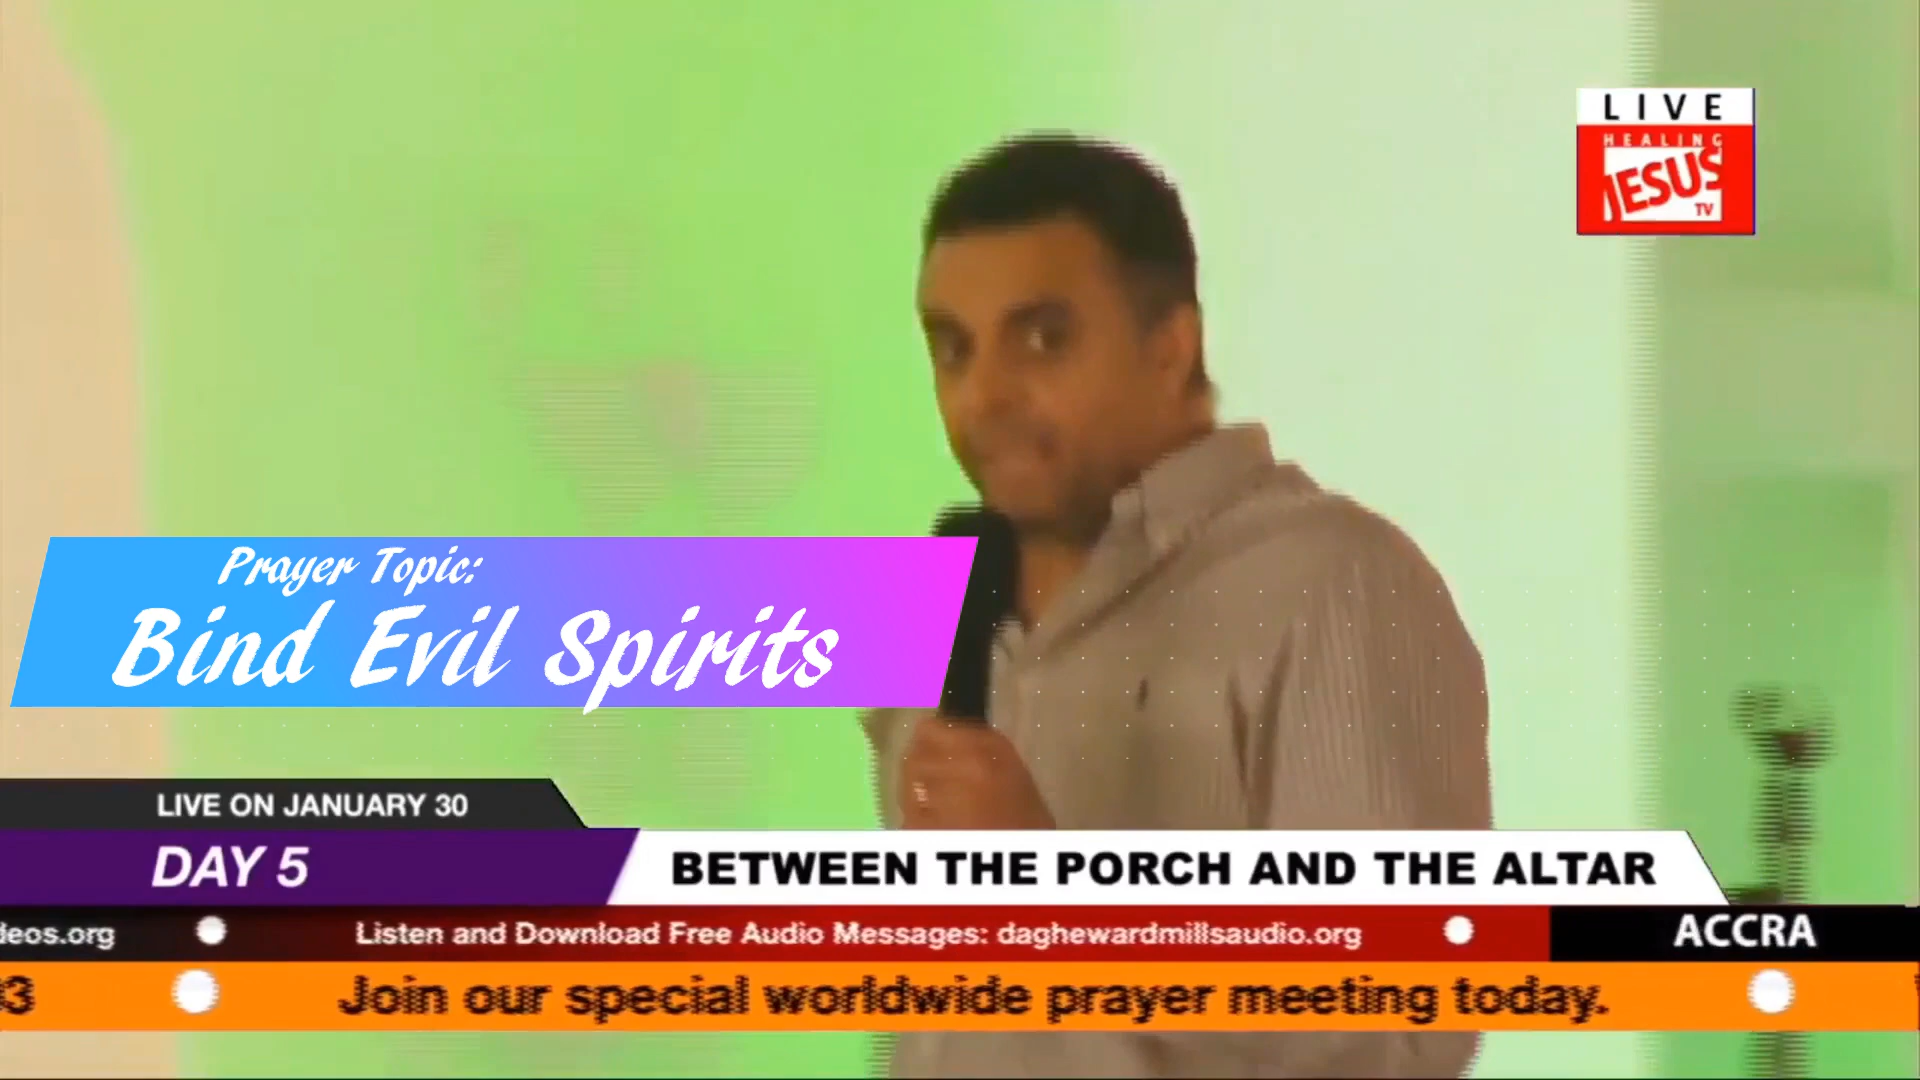 LIVE
HEALING
JESUS
TV
Prayer Topic:
Bind Evil Spirits
LIVE ON JANUARY 30
DAY 5
BETWEEN THE PORCH AND THE ALTAR
deos.org
Listen and Download Free Audio Messages: daghewardmillsaudio.org
ACCRA
3
Join our special worldwide prayer meeting today.